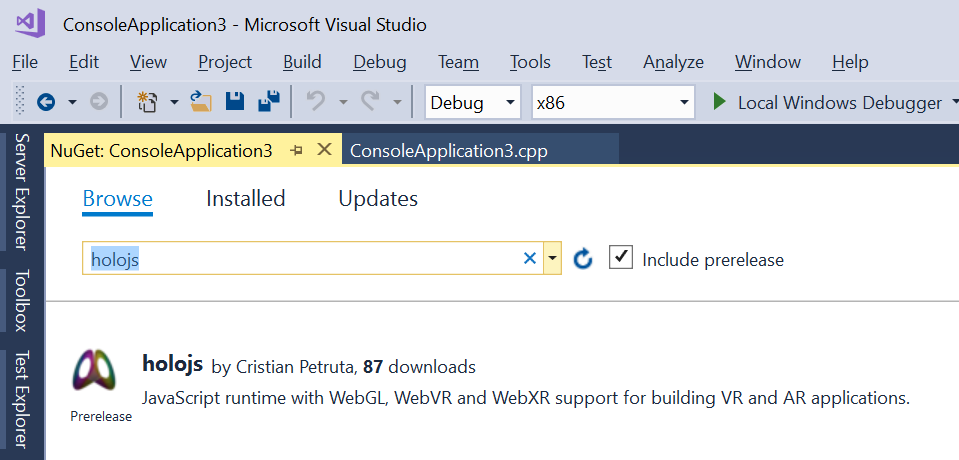 ConsoleApplication3 - Microsoft Visual Studio
File Edit View Project Build Debug Team Tools Test Analyze Window Help
Debug x86 Local Windows Debugger
Server Explorer
Toolbox
Test Explorer
NuGet: ConsoleApplication3 ConsoleApplication3.cpp
Browse Installed Updates
holojs Include prerelease
holojs by Cristian Petruta, 87 downloads
Prerelease
JavaScript runtime with WebGL, WebVR and WebXR support for building VR and AR applications.